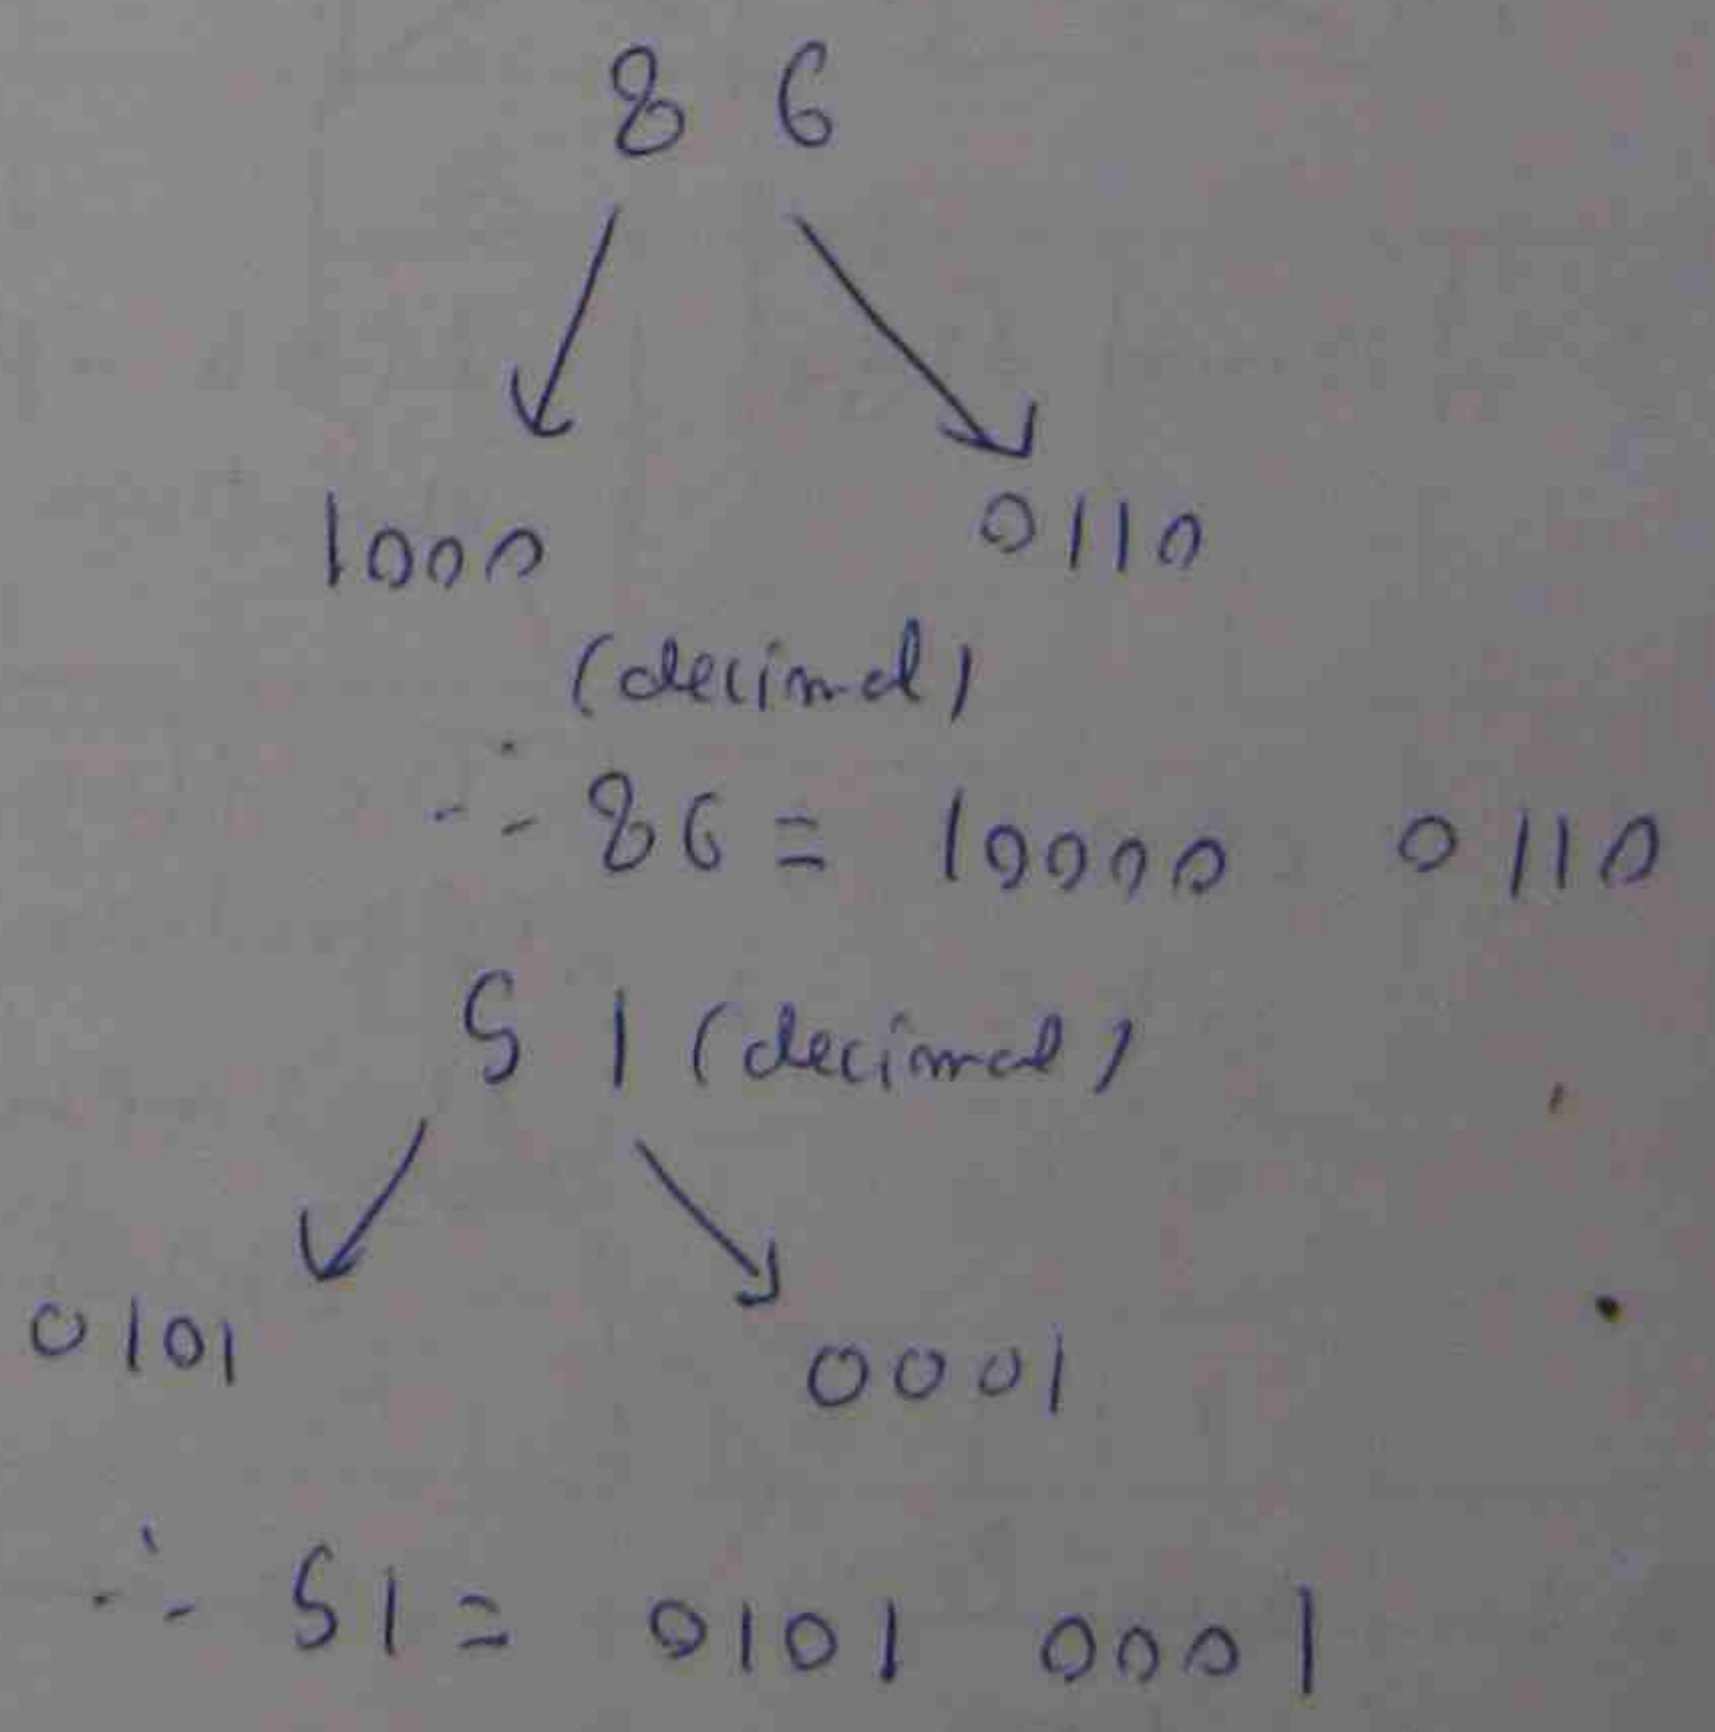 8 6
1000 0110
(decimal)
∴ 86 = 10000 0110
5 1 (decimal)
0101 0001
∴ 51 = 0101 0001